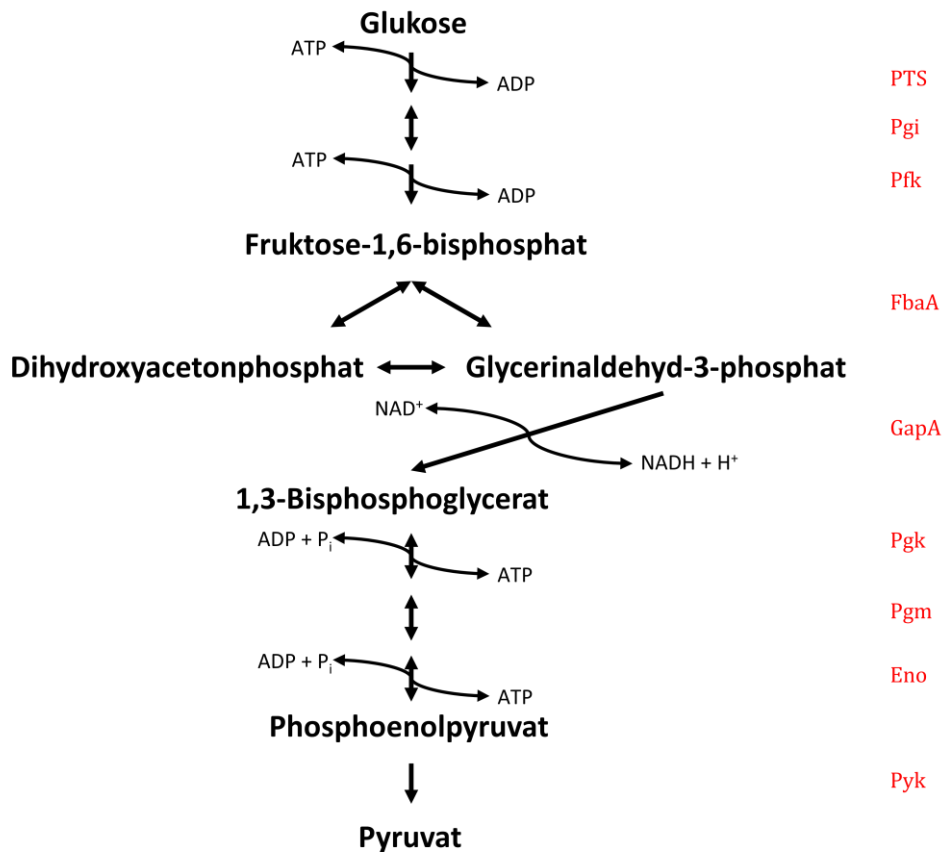 Glukose
ATP
ADP
PTS
Pgi
ATP
ADP
Pfk
Fruktose-1,6-bisphosphat
FbaA
Dihydroxyacetonphosphat
Glycerinaldehyd-3-phosphat
NAD⁺
GapA
NADH + H⁺
1,3-Bisphosphoglycerat
ADP + Pᵢ
Pgk
ATP
Pgm
ADP + Pᵢ
Eno
ATP
Phosphoenolpyruvat
Pyk
Pyruvat